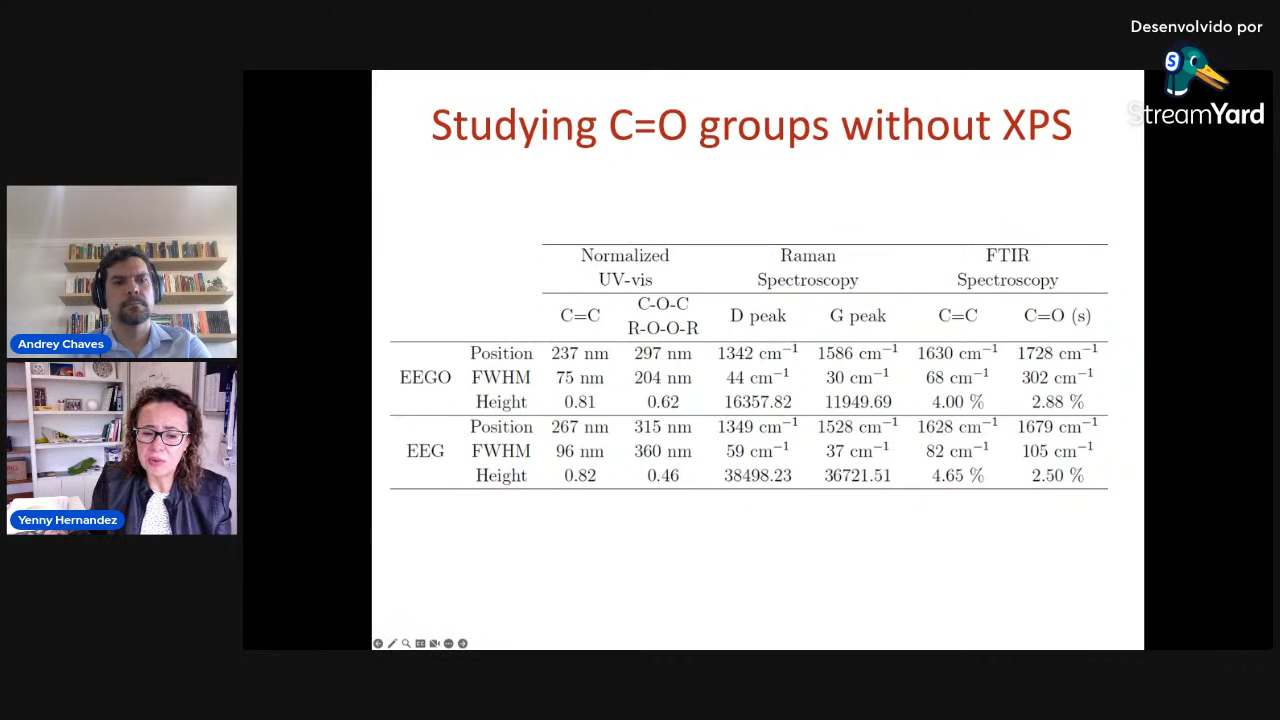 Desenvolvido por
StreamYard
Studying C=O groups without XPS
Normalized Raman FTIR
UV-vis Spectroscopy Spectroscopy
C=C C-O-C R-O-O-R D peak G peak C=C C=O (s)
EEGO Position 237 nm 297 nm 1342 cm⁻¹ 1586 cm⁻¹ 1630 cm⁻¹ 1728 cm⁻¹
FWHM 75 nm 204 nm 44 cm⁻¹ 30 cm⁻¹ 68 cm⁻¹ 302 cm⁻¹
Height 0.81 0.62 16357.82 11949.69 4.00 % 2.88 %
EEG Position 267 nm 315 nm 1349 cm⁻¹ 1528 cm⁻¹ 1628 cm⁻¹ 1679 cm⁻¹
FWHM 96 nm 360 nm 59 cm⁻¹ 37 cm⁻¹ 82 cm⁻¹ 105 cm⁻¹
Height 0.82 0.46 38498.23 36721.51 4.65 % 2.50 %
Andrey Chaves
Yenny Hernandez